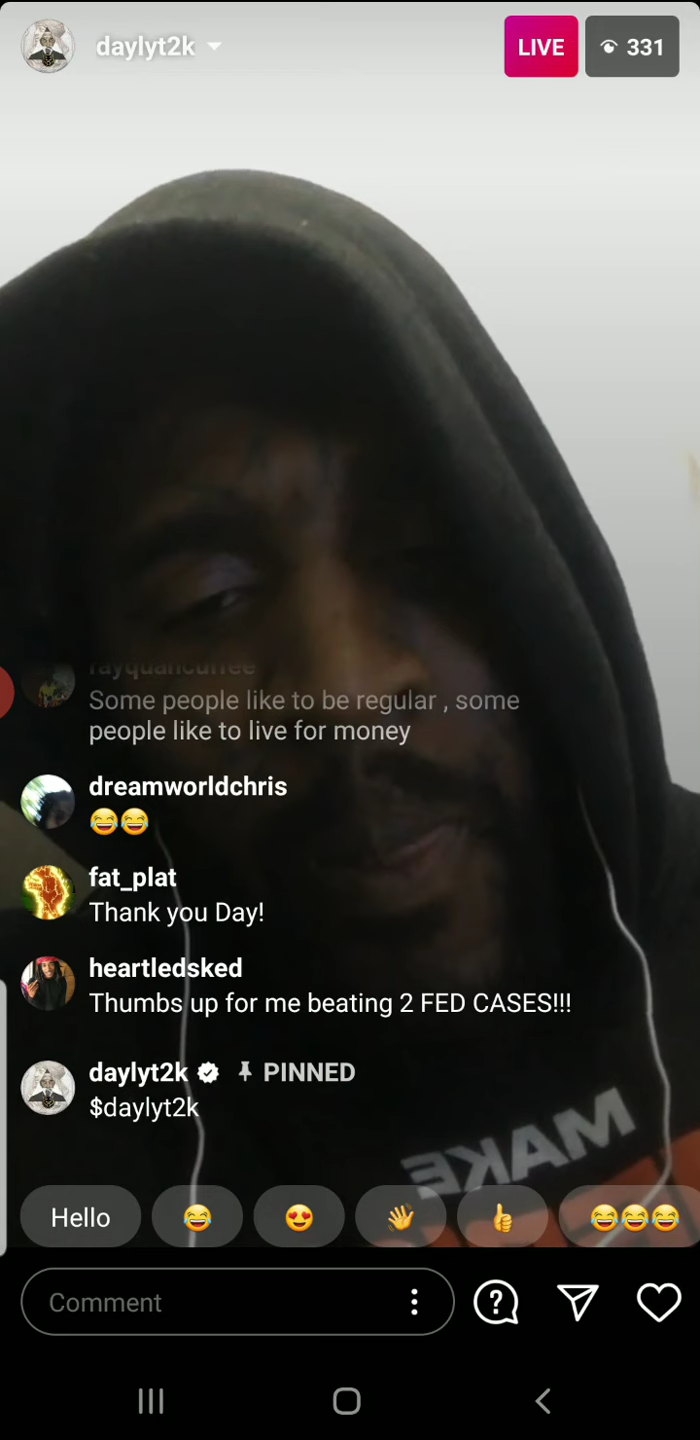 daylyt2k
LIVE
331
rayquancuffee
Some people like to be regular , some
people like to live for money
dreamworldchris
😂😂
fat_plat
Thank you Day!
heartledsked
Thumbs up for me beating 2 FED CASES!!!
daylyt2k PINNED
$daylyt2k
MAKE
Hello 😂 😍 👋 👍 😂😂😂
Comment